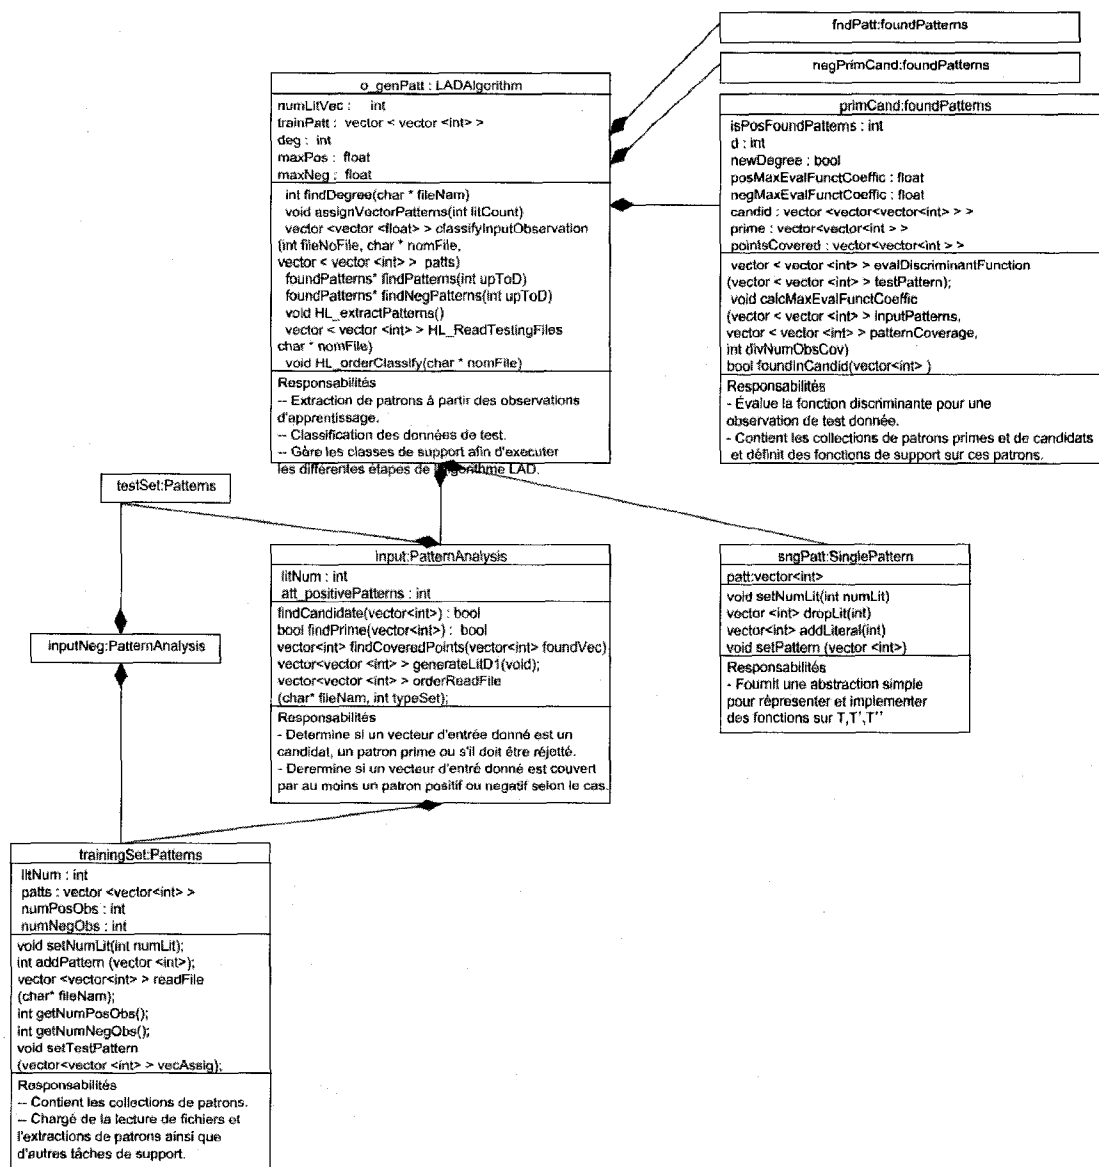 fndPatt:foundPatterns
negPrimCand:foundPatterns
o_genPatt : LADAlgorithm
numLitVec : int
trainPatt : vector < vector <int> >
deg : int
maxPos : float
maxNeg : float
int findDegree(char * fileNam)
void assignVectorPatterns(int litCount)
vector <vector <float> > classifyInputObservation
(int fileNoFile, char * nomFile,
vector < vector <int> > patts)
foundPatterns* findPatterns(int upToD)
foundPatterns* findNegPatterns(int upToD)
void HL_extractPatterns()
vector < vector <int> > HL_ReadTestingFiles
char * nomFile)
void HL_orderClassify(char * nomFile)
Responsabilités
-- Extraction de patrons à partir des observations
d'apprentissage.
-- Classification des données de test.
-- Gère les classes de support afin d'executer
les différentes étapes de l'algorithme LAD.
primCand:foundPatterns
isPosFoundPatterns : int
d : int
newDegree : bool
posMaxEvalFunctCoeffic : float
negMaxEvalFunctCoeffic : float
candid : vector <vector<vector<int> > >
prime : vector<vector<int > >
pointsCovered : vector<vector<int> >
vector < vector <int> > evalDiscriminantFunction
(vector < vector <int> > testPattern);
void calcMaxEvalFunctCoeffic
(vector < vector <int> > inputPatterns,
vector < vector <int> > patternCoverage,
int divNumObsCov)
bool foundInCandid(vector<int> )
Responsabilités
- Évalue la fonction discriminante pour une
observation de test donnée.
- Contient les collections de patrons primes et de candidats
et définit des fonctions de support sur ces patrons.
testSet:Patterns
inputNeg:PatternAnalysis
input:PatternAnalysis
litNum : int
att_positivePatterns : int
findCandidate(vector<int>) : bool
bool findPrime(vector<int>) : bool
vector<int> findCoveredPoints(vector<int> foundVec)
vector<vector <int> > generateLitD1(void);
vector<vector <int> > orderReadFile
(char* fileNam, int typeSet);
Responsabilités
- Determine si un vecteur d'entrée donné est un
candidat, un patron prime ou s'il doit être réjetté.
- Derermine si un vecteur d'entré donné est couvert
par au moins un patron positif ou negatif selon le cas.
sngPatt:SinglePattern
patt:vector<int>
void setNumLit(int numLit)
vector <int> dropLit(int)
vector<int> addLiteral(int)
void setPattern (vector <int>)
Responsabilités
- Fournit une abstraction simple
pour répresenter et implementer
des fonctions sur T,T',T''
trainingSet:Patterns
litNum : int
patts : vector <vector<int> >
numPosObs : int
numNegObs : int
void setNumLit(int numLit);
int addPattern (vector <int>);
vector <vector<int> > readFile
(char* fileNam);
int getNumPosObs();
int getNumNegObs();
void setTestPattern
(vector<vector <int> > vecAssig);
Responsabilités
-- Contient les collections de patrons.
-- Chargé de la lecture de fichiers et
l'extractions de patrons ainsi que
d'autres tâches de support.